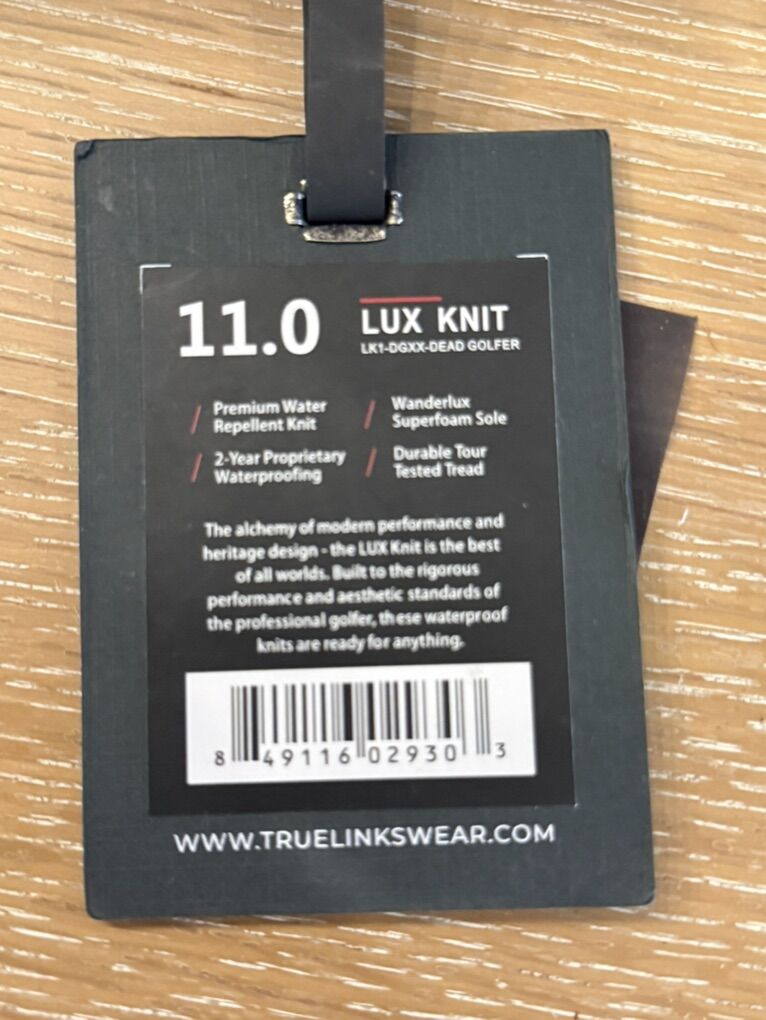 11.0
LUX KNIT
LK1-DGXX-DEAD GOLFER
Premium Water
Repellent Knit
Wanderlux
Superfoam Sole
2-Year Proprietary
Waterproofing
Durable Tour
Tested Tread
The alchemy of modern performance and
heritage design - the LUX Knit is the best
of all worlds. Built to the rigorous
performance and aesthetic standards of
the professional golfer, these waterproof
knits are ready for anything.
8 49116 02930 3
WWW.TRUELINKSWEAR.COM